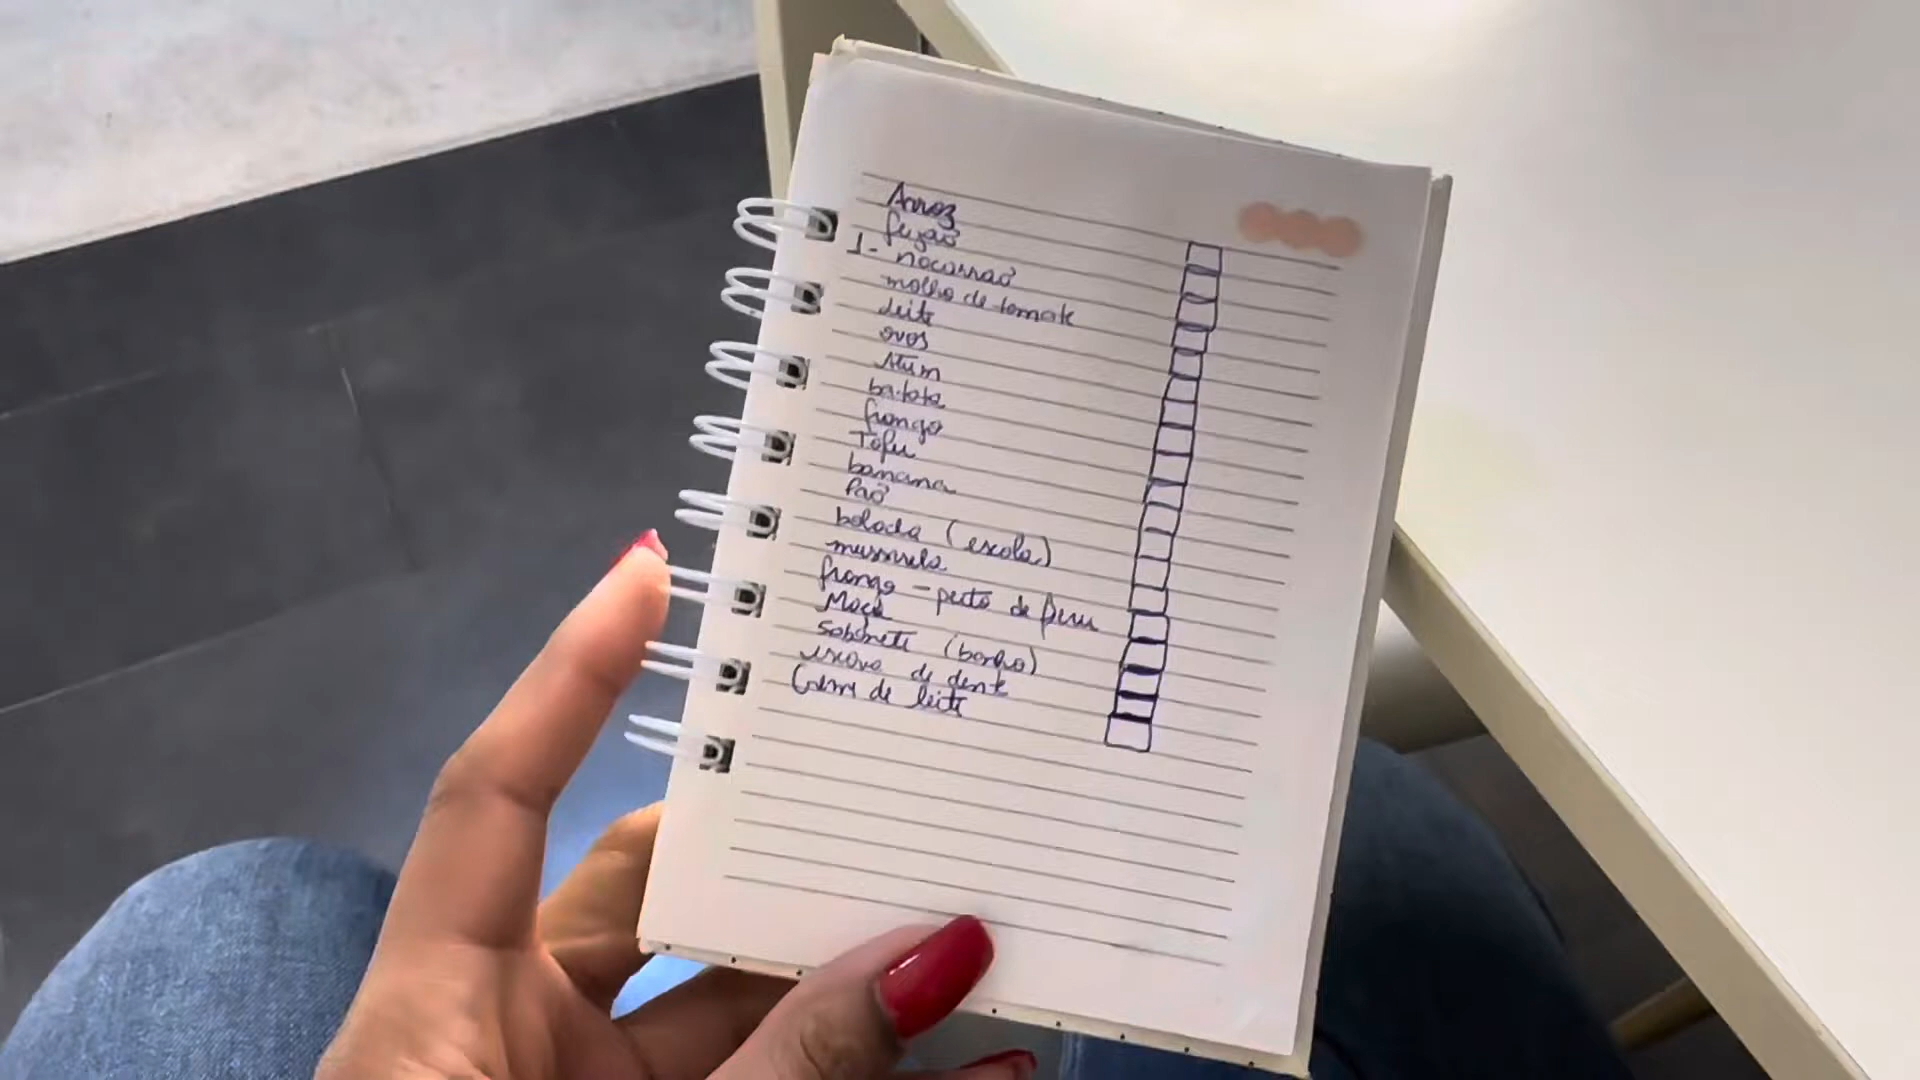 Arroz
feijão
1- macarrão
molho de tomate
leite
ovos
Atum
batata
frango
Tofu
banana
Pão
bolacha (escola)
mussarela
frango - peito de Peru
Maçã
sabonete (banho)
escova de dente
Creme de leite